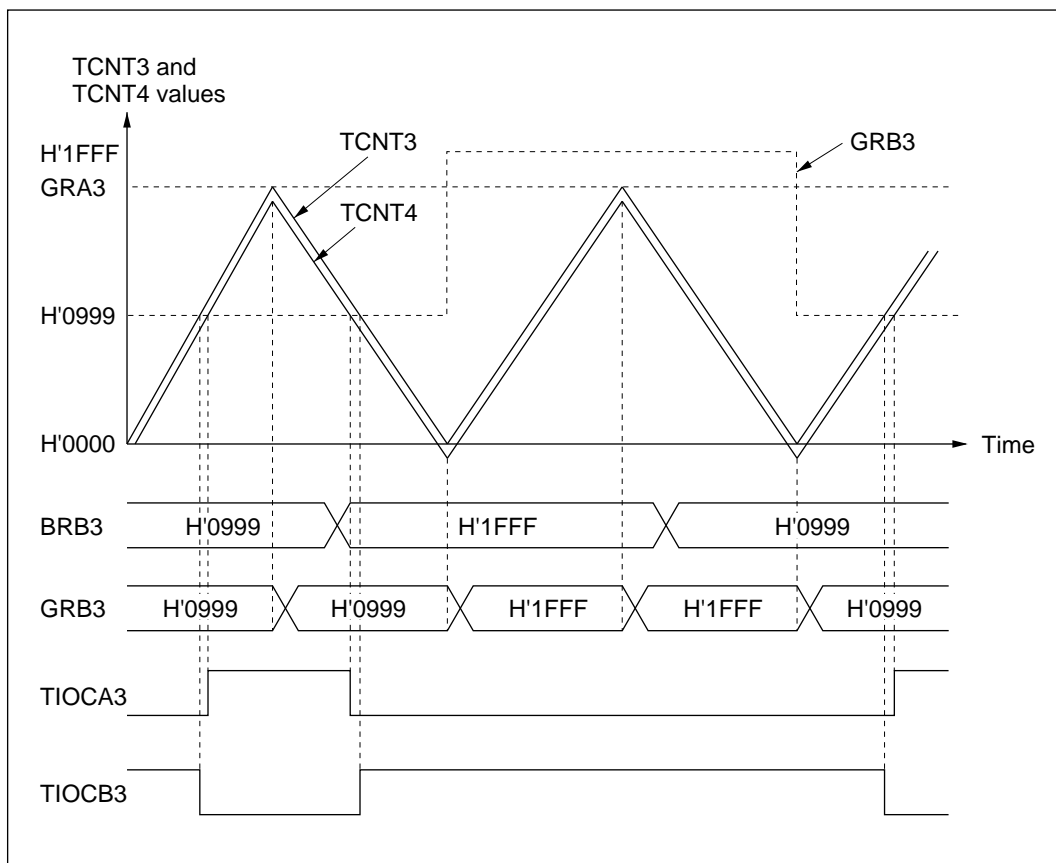 TCNT3 and
TCNT4 values
H'1FFF
TCNT3
GRB3
GRA3
TCNT4
H'0999
H'0000
Time
BRB3
H'0999
H'1FFF
H'0999
GRB3
H'0999
H'0999
H'1FFF
H'1FFF
H'0999
TIOCA3
TIOCB3